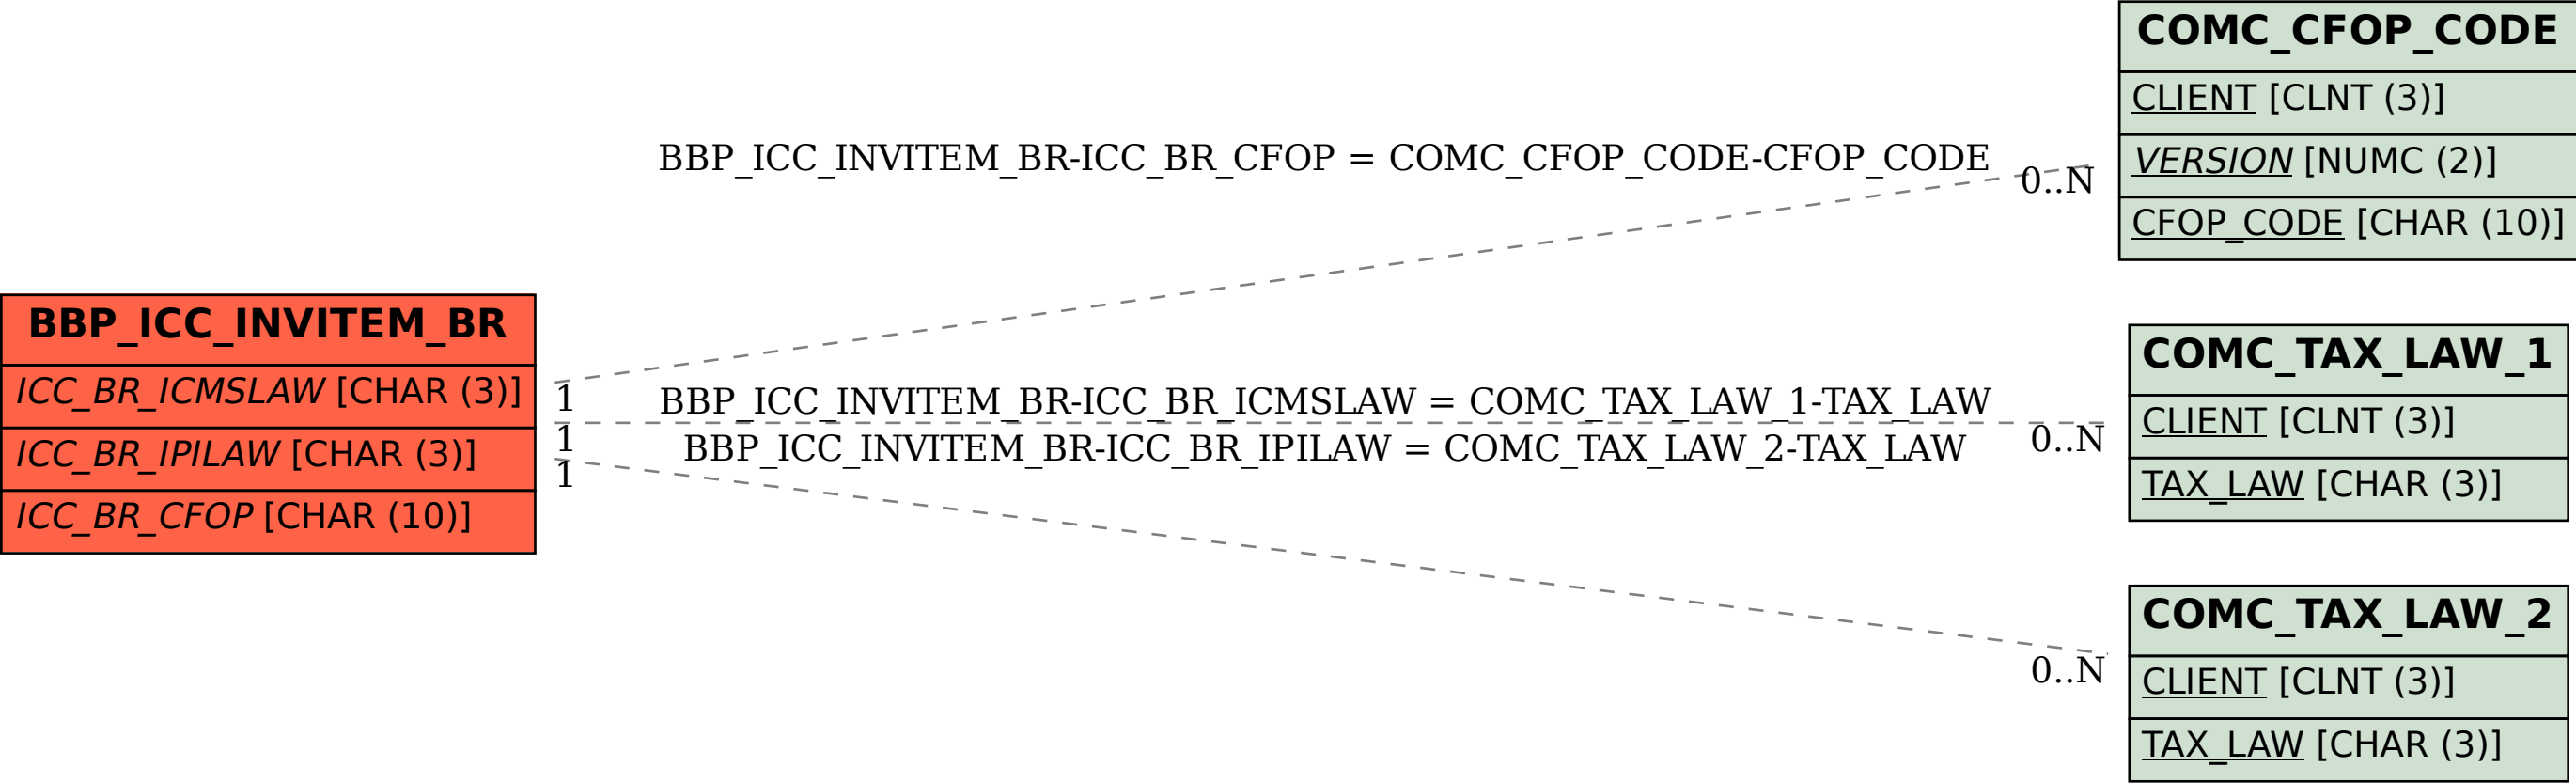 COMC_CFOP_CODE
CLIENT [CLNT (3)]
VERSION [NUMC (2)]
CFOP_CODE [CHAR (10)]
BBP_ICC_INVITEM_BR-ICC_BR_CFOP = COMC_CFOP_CODE-CFOP_CODE
0..N
BBP_ICC_INVITEM_BR
ICC_BR_ICMSLAW [CHAR (3)]
ICC_BR_IPILAW [CHAR (3)]
ICC_BR_CFOP [CHAR (10)]
1
1
1
BBP_ICC_INVITEM_BR-ICC_BR_ICMSLAW = COMC_TAX_LAW_1-TAX_LAW
BBP_ICC_INVITEM_BR-ICC_BR_IPILAW = COMC_TAX_LAW_2-TAX_LAW
0..N
COMC_TAX_LAW_1
CLIENT [CLNT (3)]
TAX_LAW [CHAR (3)]
0..N
COMC_TAX_LAW_2
CLIENT [CLNT (3)]
TAX_LAW [CHAR (3)]